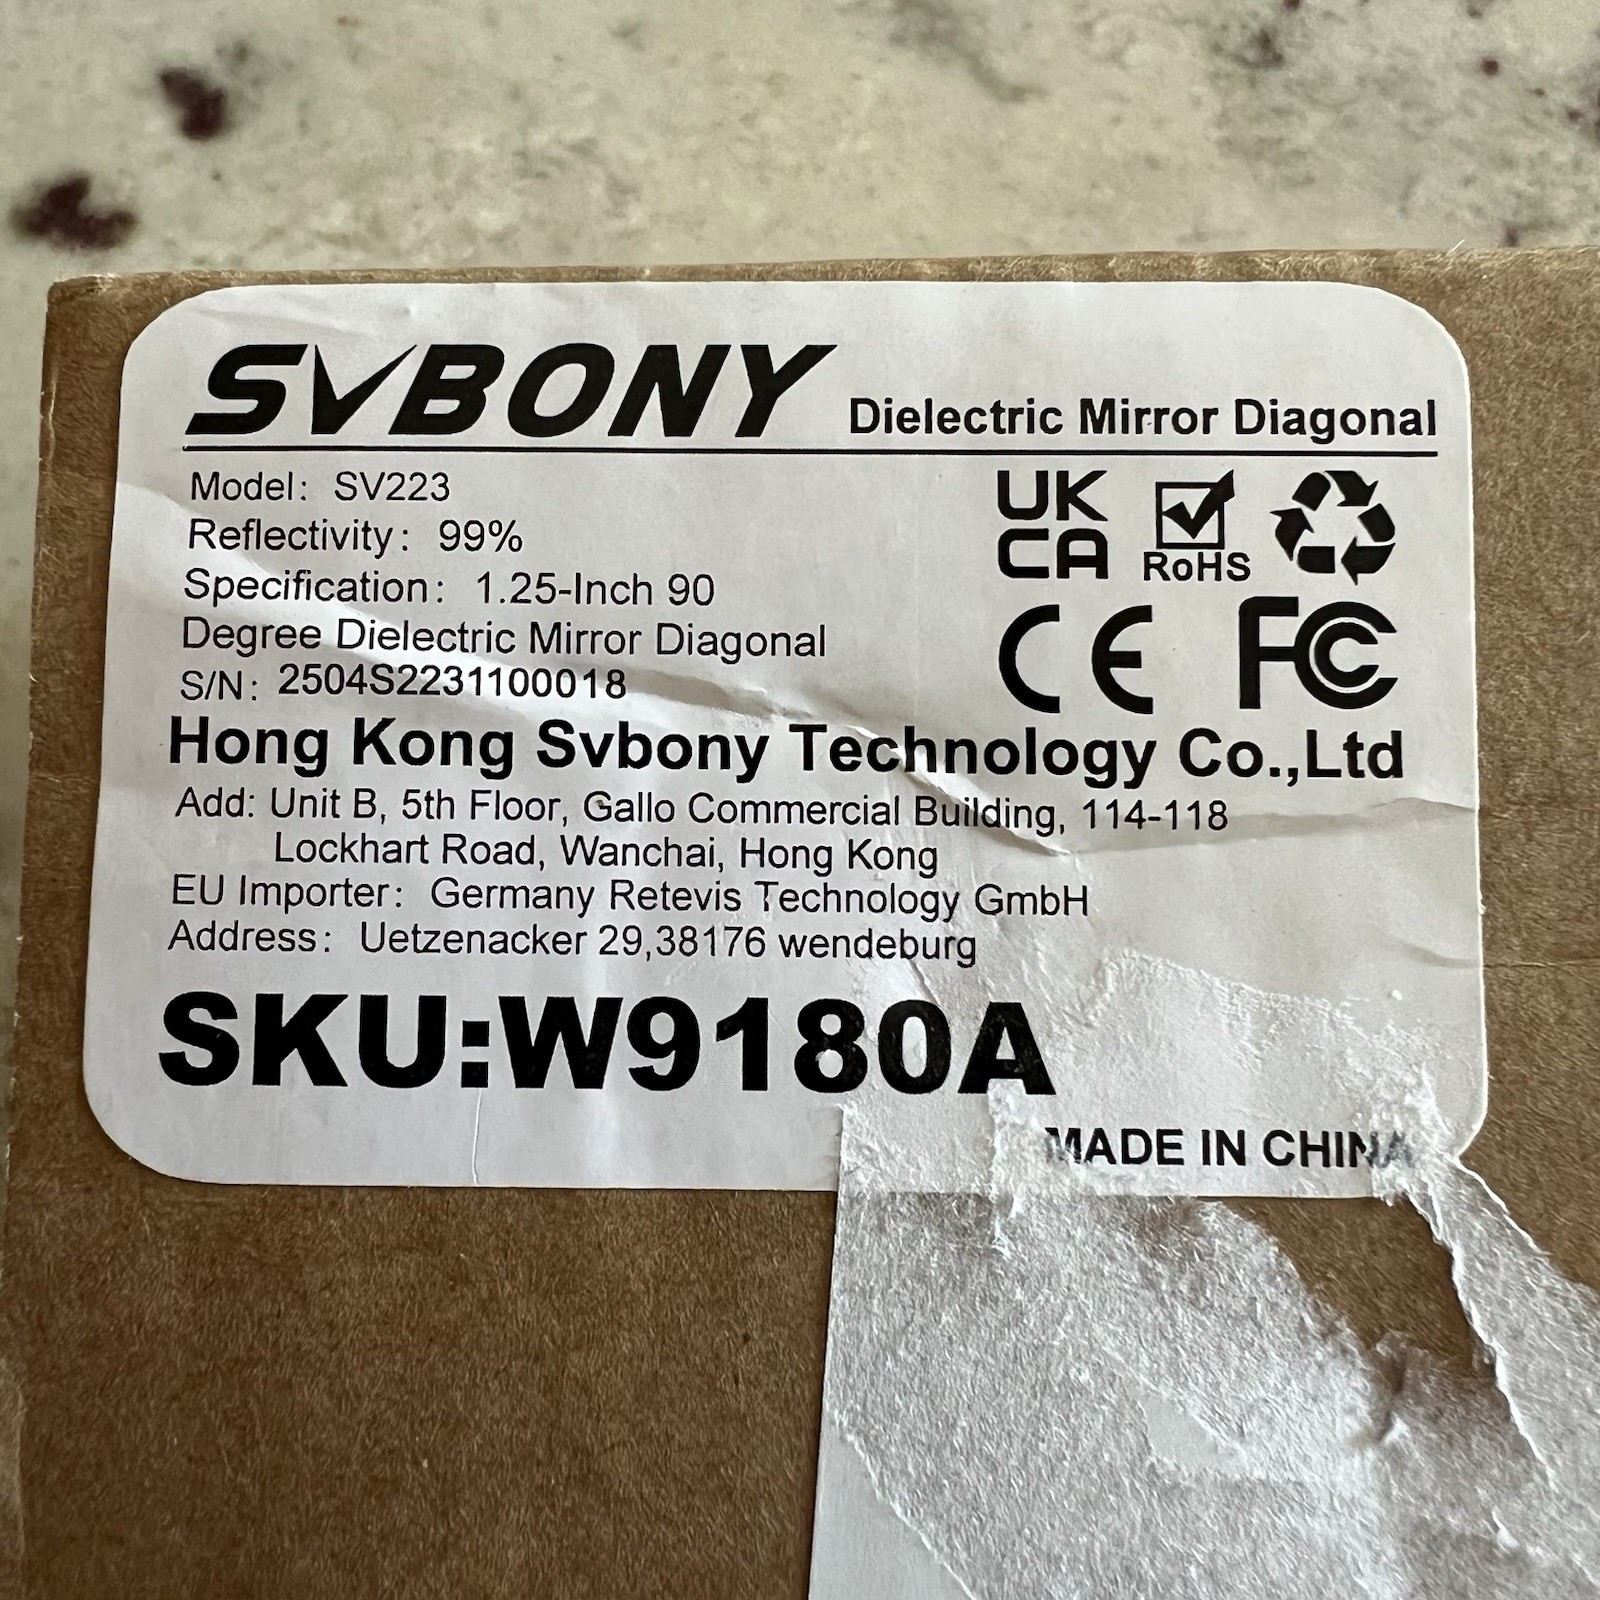 SVBONY Dielectric Mirror Diagonal
Model: SV223
Reflectivity: 99%
Specification: 1.25-Inch 90
Degree Dielectric Mirror Diagonal
S/N: 2504S2231100018
UK
CA
RoHS
CE FC
Hong Kong Svbony Technology Co.,Ltd
Add: Unit B, 5th Floor, Gallo Commercial Building, 114-118
Lockhart Road, Wanchai, Hong Kong
EU Importer: Germany Retevis Technology GmbH
Address: Uetzenacker 29,38176 wendeburg
SKU:W9180A
MADE IN CHINA